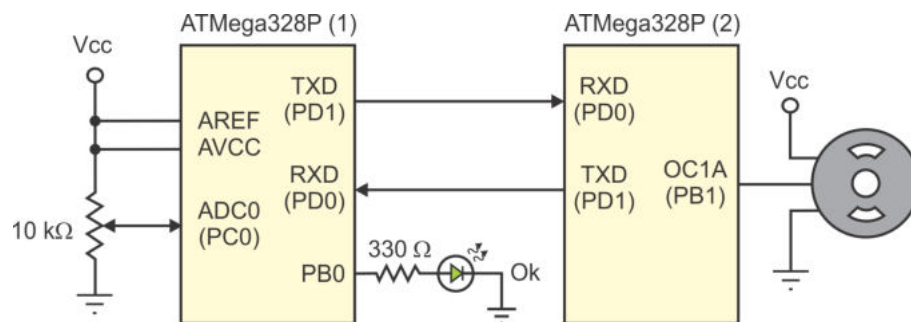 ATMega328P (1)
ATMega328P (2)
Vcc
TXD
(PD1)
RXD
(PD0)
Vcc
AREF
AVCC
RXD
(PD0)
TXD
(PD1)
OC1A
(PB1)
ADC0
(PC0)
10 kΩ
330 Ω
PB0
Ok